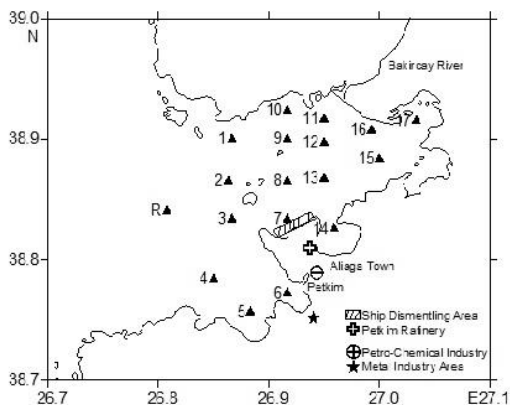 39.0
N
Bakircay River
10
11
17
16
38.9
1
9
12
15
2
8
13
R
3
7
14
38.8
Aliaga Town
4
Petkim
6
5
Ship Dismentling Area
Petkim Rafinery
Petro-Chemical Industry
Metal Industry Area
38.7
26.7
25.8
26.9
27.0
E27.1